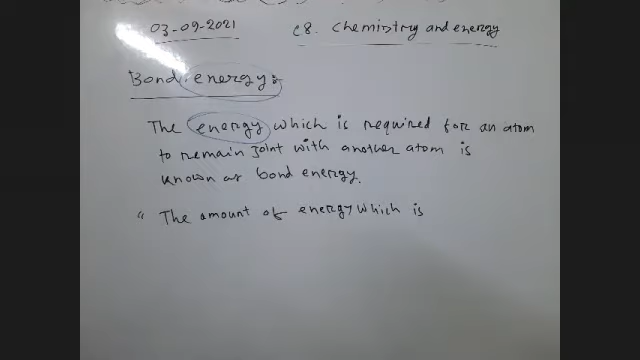 03-09-2021
C8. Chemistry and energy
Bond energy:
The energy which is required for an atom
to remain joint with another atom is
known as bond energy.
" The amount of energy which is